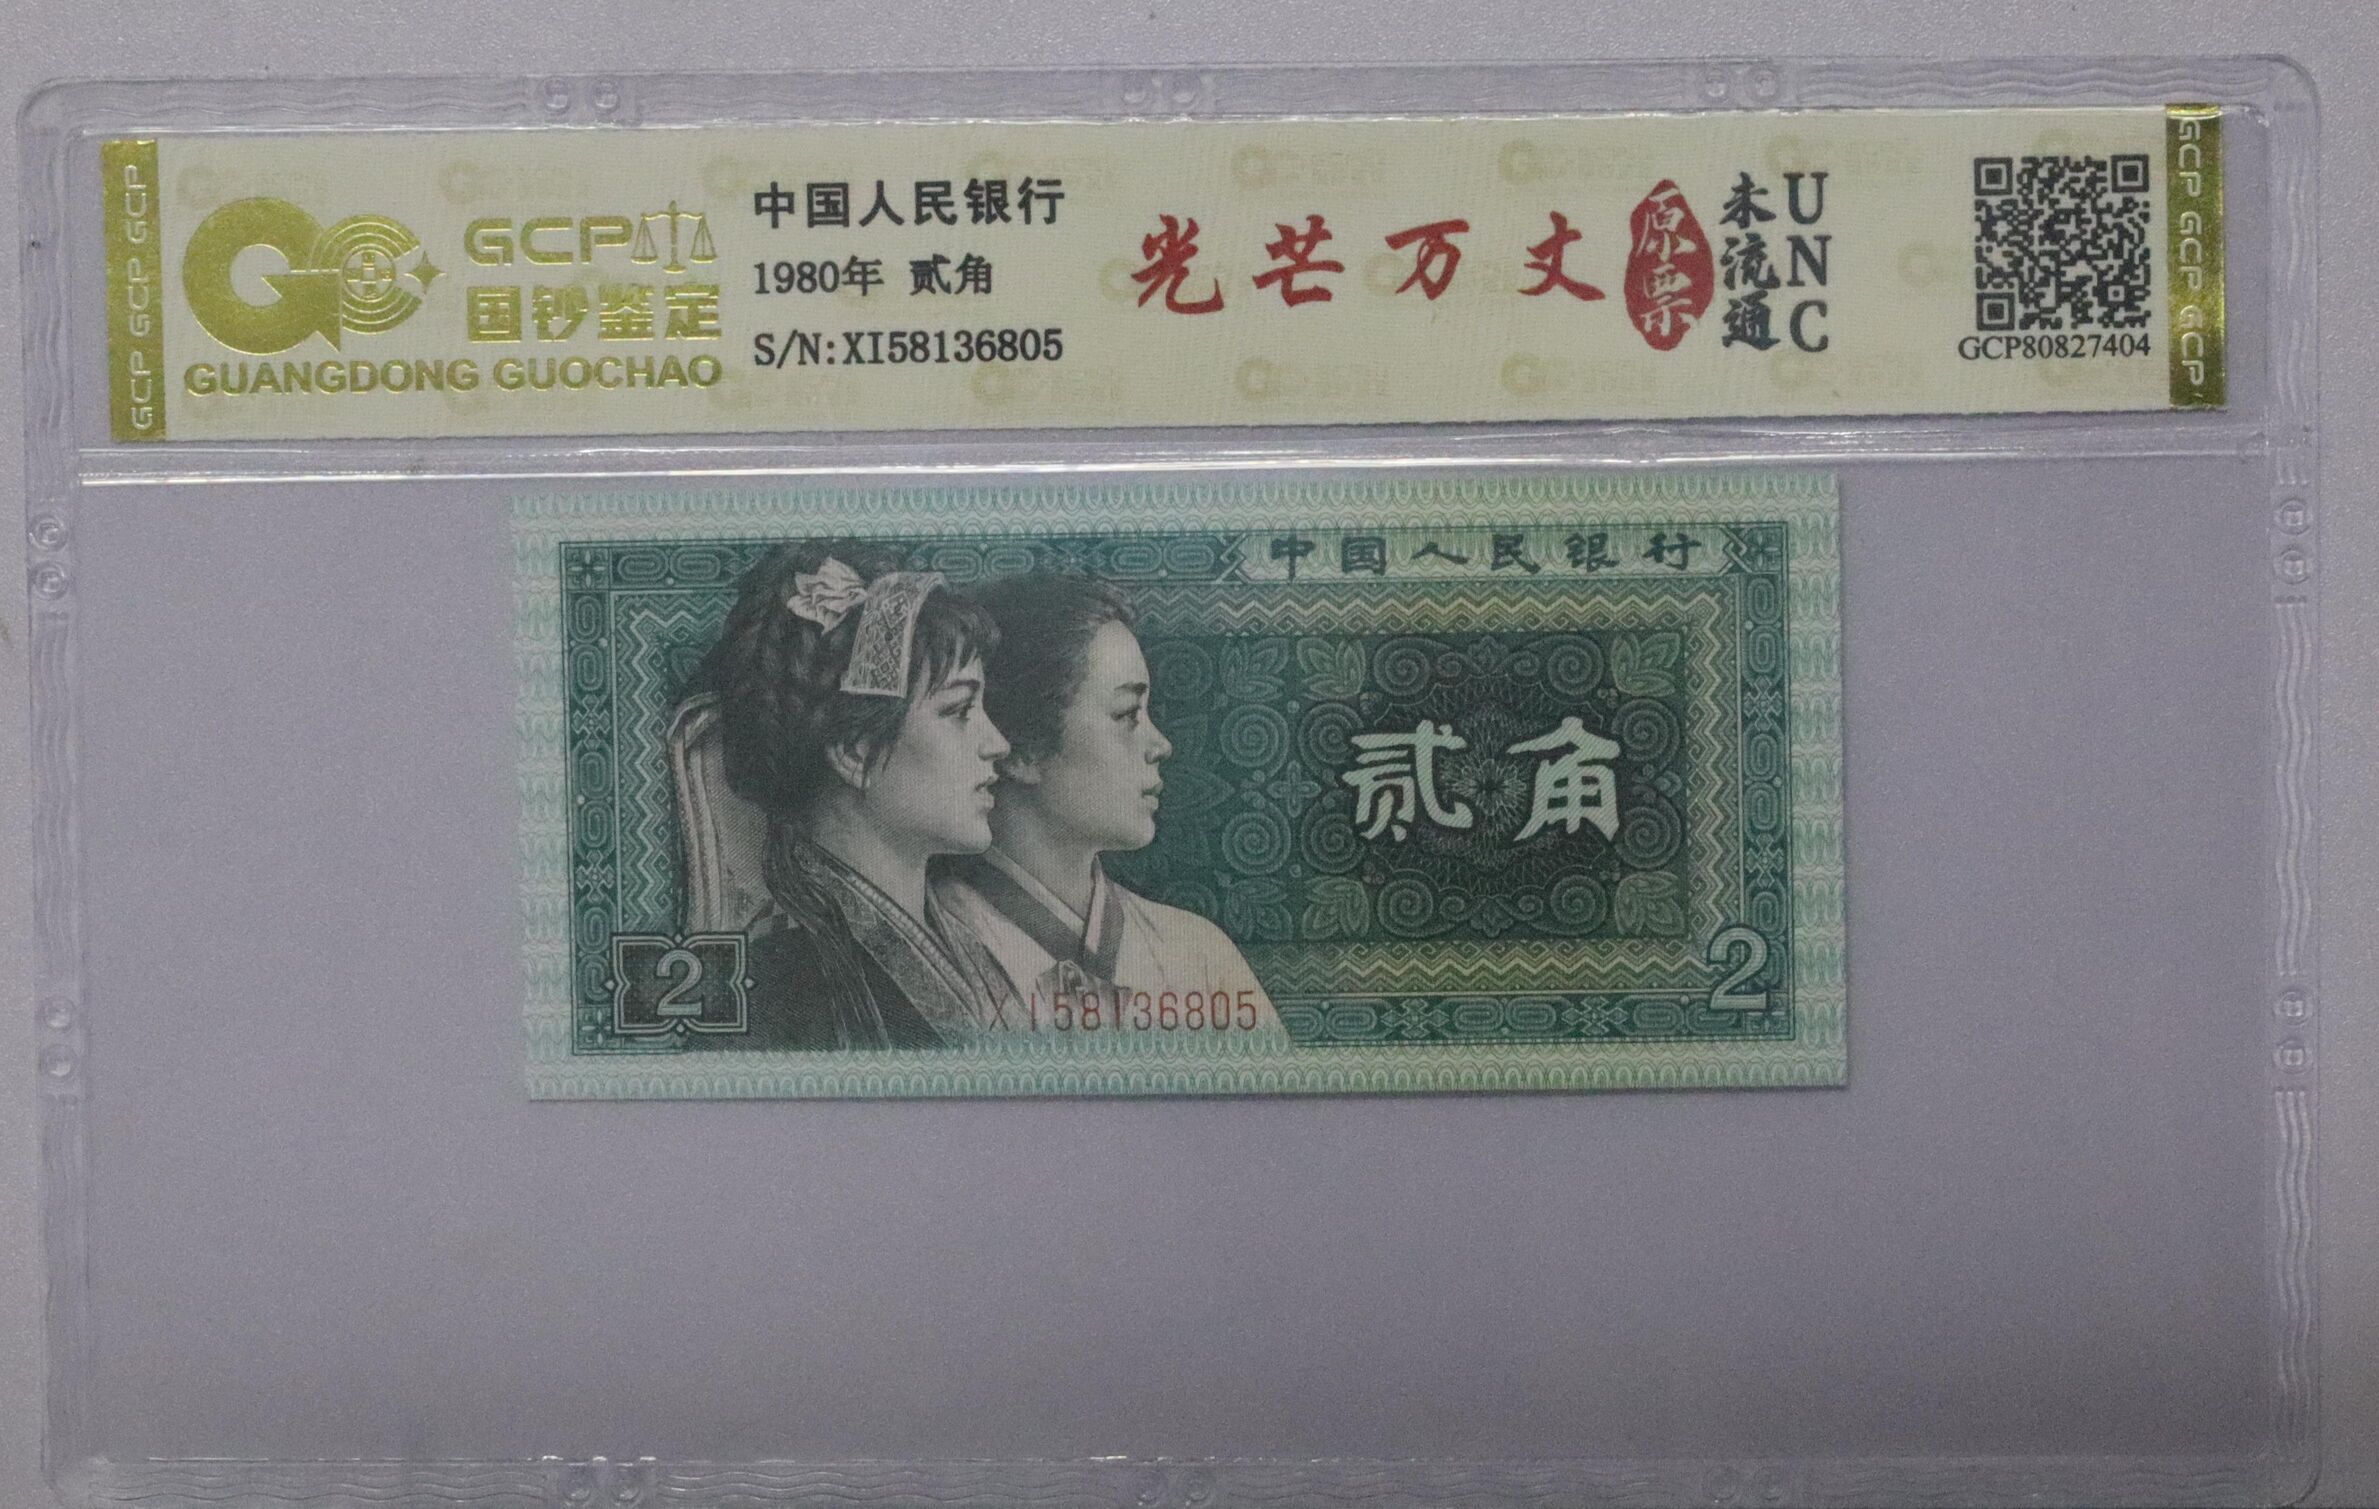 GCP GCP GCP
GCP
国钞鉴定
GUANGDONG GUOCHAO
中国人民银行
1980年 贰角
S/N:XI58136805
光芒万丈
原票
未流通
UNC
GCP80827404
GCP GCP GCP GCP
中国人民银行
贰角
2
2
XI58136805